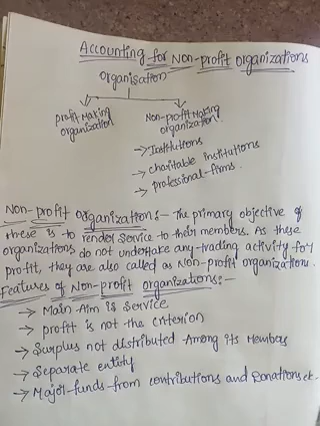 Accounting for Non-profit organizations
organisation
profit Making organization
Non-profit Making organization
→ Institutions
→ charitable institutions
→ professional-firms.
Non-profit organizations:- The primary objective of
these is to render service to their members. As these
organizations do not undertake any-trading activity for
profit, they are also called as Non-profit organizations.
Features of Non-profit organizations:-
→ Main Aim is service
→ profit is not the criterion
→ Surplus not distributed Among its Members
→ Separate entity
→ Major-funds-from contributions and Donations etc.